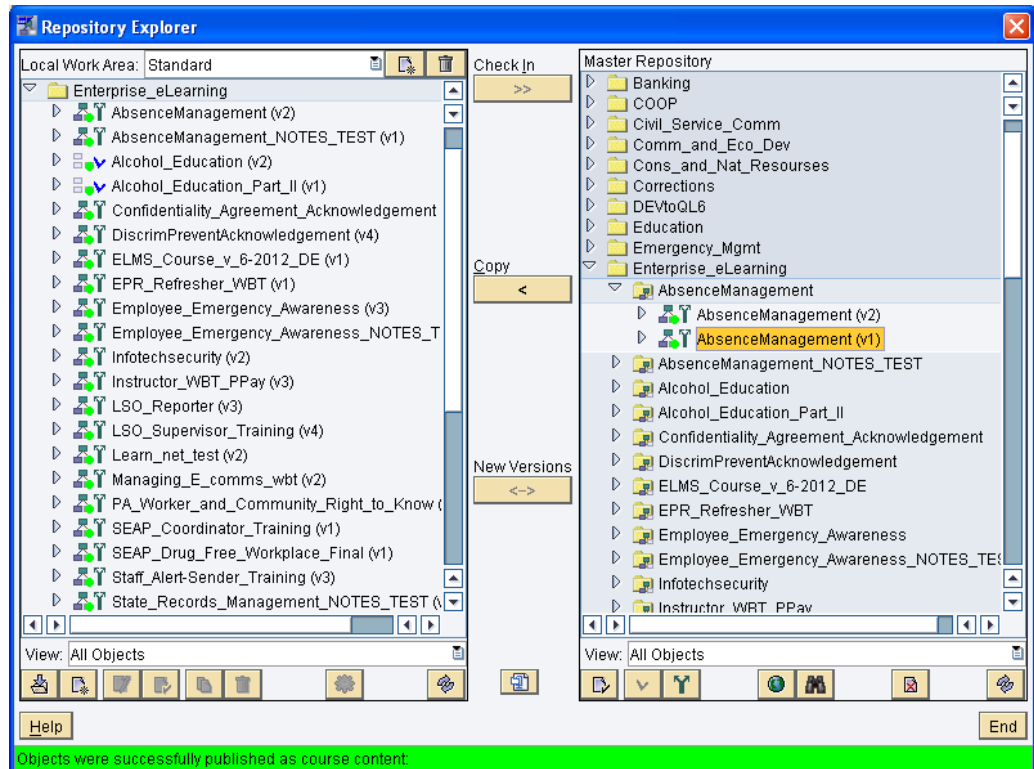 Repository Explorer
Local Work Area: Standard
Enterprise_eLearning
AbsenceManagement (v2)
AbsenceManagement_NOTES_TEST (v1)
Alcohol_Education (v2)
Alcohol_Education_Part_II (v1)
Confidentiality_Agreement_Acknowledgement
DiscrimPreventAcknowledgement (v4)
ELMS_Course_v_6-2012_DE (v1)
EPR_Refresher_WBT (v1)
Employee_Emergency_Awareness (v3)
Employee_Emergency_Awareness_NOTES_T
Infotechsecurity (v2)
Instructor_WBT_PPay (v3)
LSO_Reporter (v3)
LSO_Supervisor_Training (v4)
Learn_net_test (v2)
Managing_E_comms_wbt (v2)
PA_Worker_and_Community_Right_to_Know (
SEAP_Coordinator_Training (v1)
SEAP_Drug_Free_Workplace_Final (v1)
Staff_Alert-Sender_Training (v3)
State_Records_Management_NOTES_TEST (v
View: All Objects
Check In
>>
Copy
<
New Versions
<->
Master Repository
Banking
COOP
Civil_Service_Comm
Comm_and_Eco_Dev
Cons_and_Nat_Resourses
Corrections
DEVtoQL6
Education
Emergency_Mgmt
Enterprise_eLearning
AbsenceManagement
AbsenceManagement (v2)
AbsenceManagement (v1)
AbsenceManagement_NOTES_TEST
Alcohol_Education
Alcohol_Education_Part_II
Confidentiality_Agreement_Acknowledgement
DiscrimPreventAcknowledgement
ELMS_Course_v_6-2012_DE
EPR_Refresher_WBT
Employee_Emergency_Awareness
Employee_Emergency_Awareness_NOTES_TES
Infotechsecurity
Instructor_WBT_PPay
View: All Objects
Help
End
Objects were successfully published as course content: